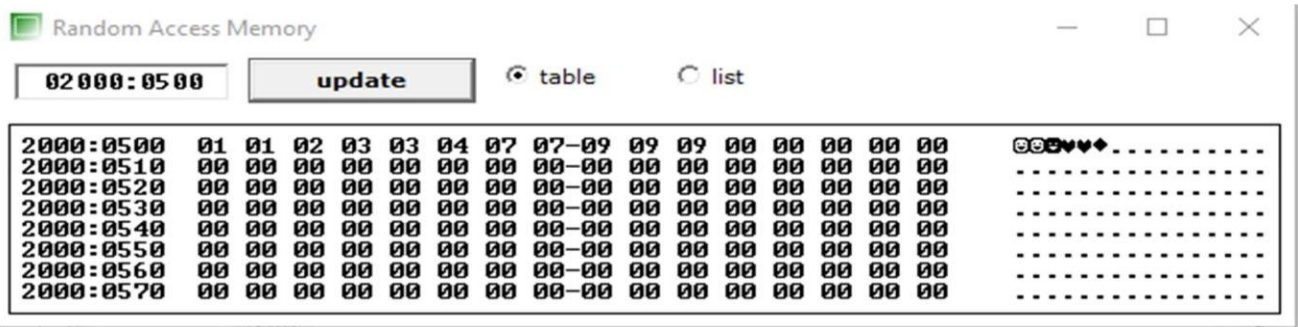 Random Access Memory
02000:0500 update table list
2000:0500 01 01 02 03 03 04 07 07-09 09 09 00 00 00 00 00 ☺☺☻♥♥♦..........
2000:0510 00 00 00 00 00 00 00 00-00 00 00 00 00 00 00 00 ................
2000:0520 00 00 00 00 00 00 00 00-00 00 00 00 00 00 00 00 ................
2000:0530 00 00 00 00 00 00 00 00-00 00 00 00 00 00 00 00 ................
2000:0540 00 00 00 00 00 00 00 00-00 00 00 00 00 00 00 00 ................
2000:0550 00 00 00 00 00 00 00 00-00 00 00 00 00 00 00 00 ................
2000:0560 00 00 00 00 00 00 00 00-00 00 00 00 00 00 00 00 ................
2000:0570 00 00 00 00 00 00 00 00-00 00 00 00 00 00 00 00 ................